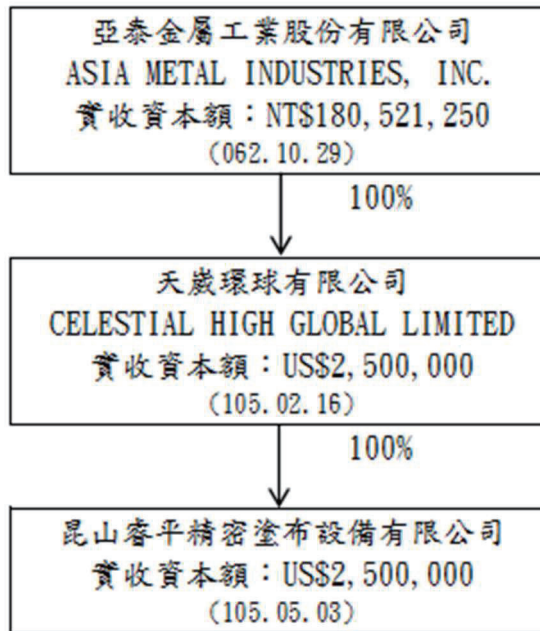 亞泰金屬工業股份有限公司
ASIA METAL INDUSTRIES, INC.
實收資本額：NT$180,521,250
(062.10.29)
100%
天崴環球有限公司
CELESTIAL HIGH GLOBAL LIMITED
實收資本額：US$2,500,000
(105.02.16)
100%
昆山睿平精密塗布設備有限公司
實收資本額：US$2,500,000
(105.05.03)